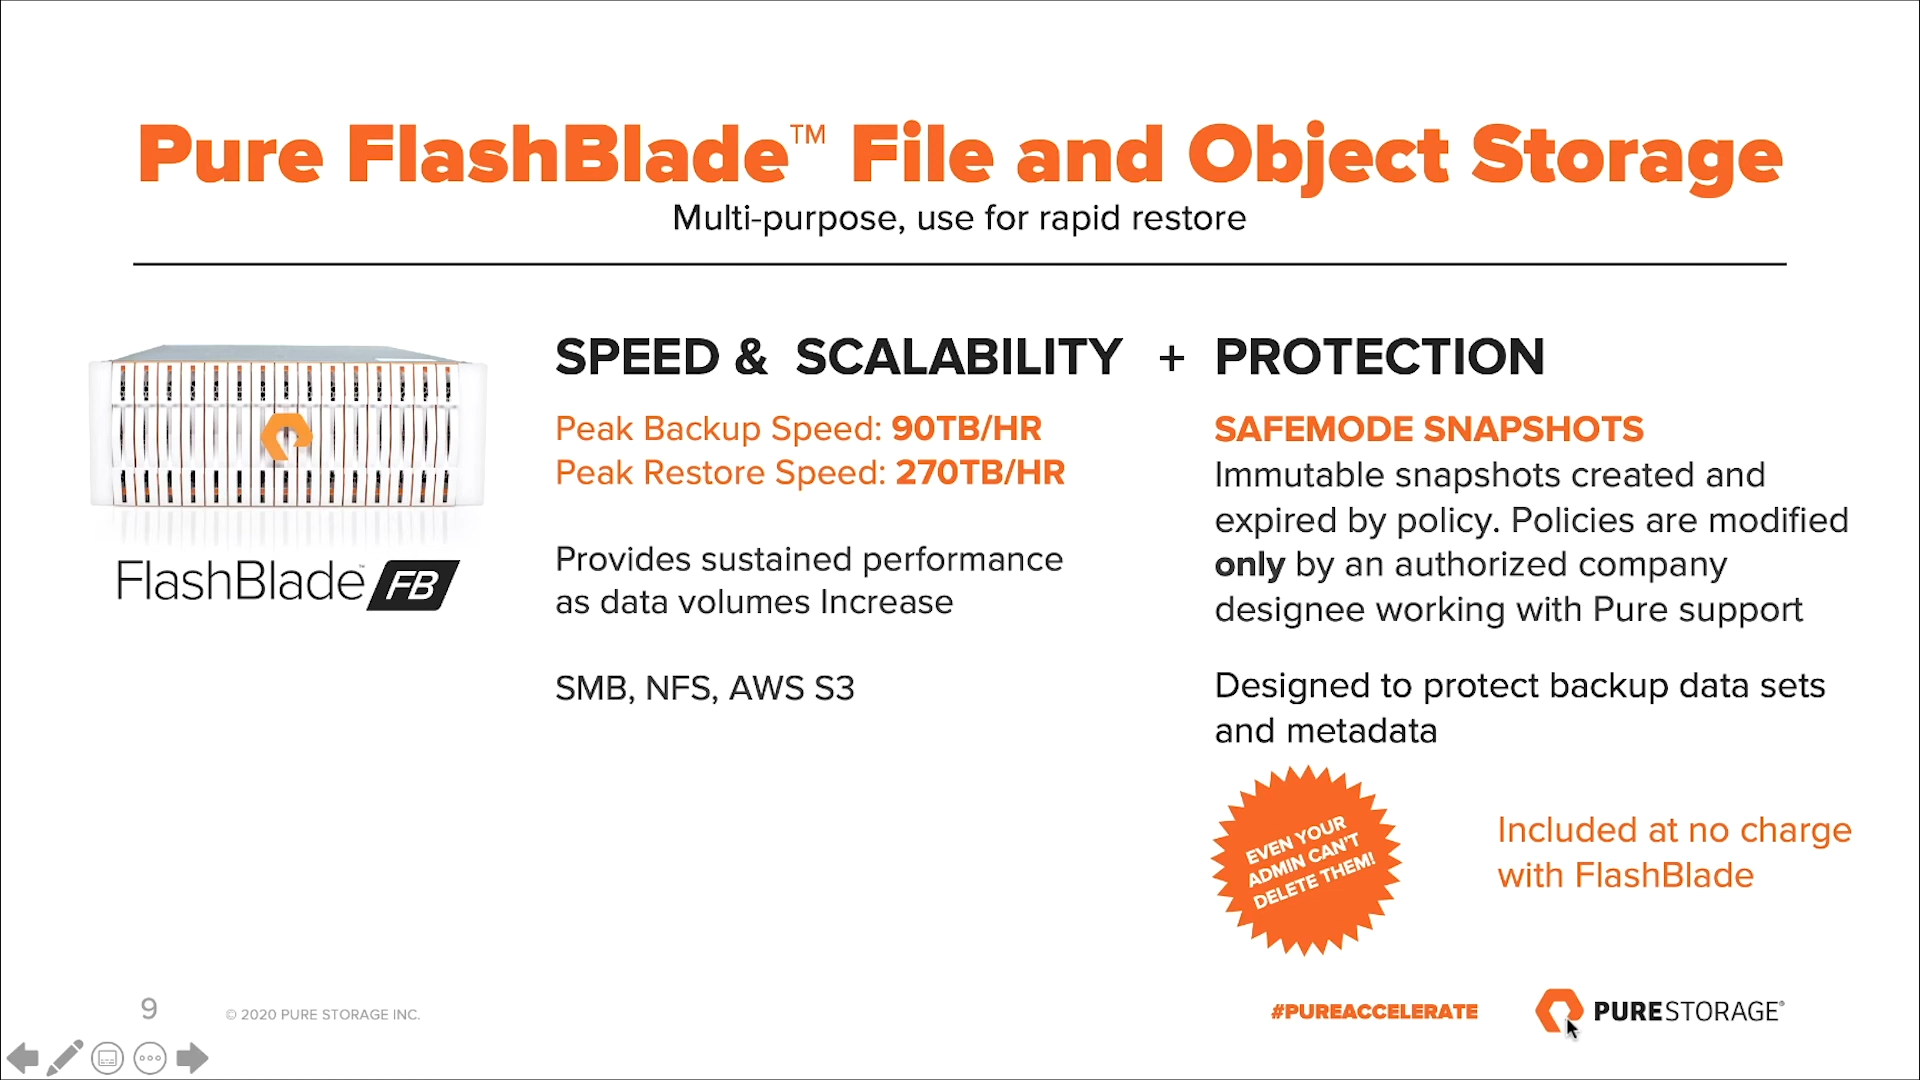 Pure FlashBlade™ File and Object Storage
Multi-purpose, use for rapid restore
SPEED & SCALABILITY + PROTECTION
FlashBlade™ FB
Peak Backup Speed: 90TB/HR
Peak Restore Speed: 270TB/HR
Provides sustained performance
as data volumes Increase
SMB, NFS, AWS S3
SAFEMODE SNAPSHOTS
Immutable snapshots created and
expired by policy. Policies are modified
only by an authorized company
designee working with Pure support
Designed to protect backup data sets
and metadata
EVEN YOUR
ADMIN CAN'T
DELETE THEM!
Included at no charge
with FlashBlade
9
© 2020 PURE STORAGE INC.
#PUREACCELERATE
PURESTORAGE®